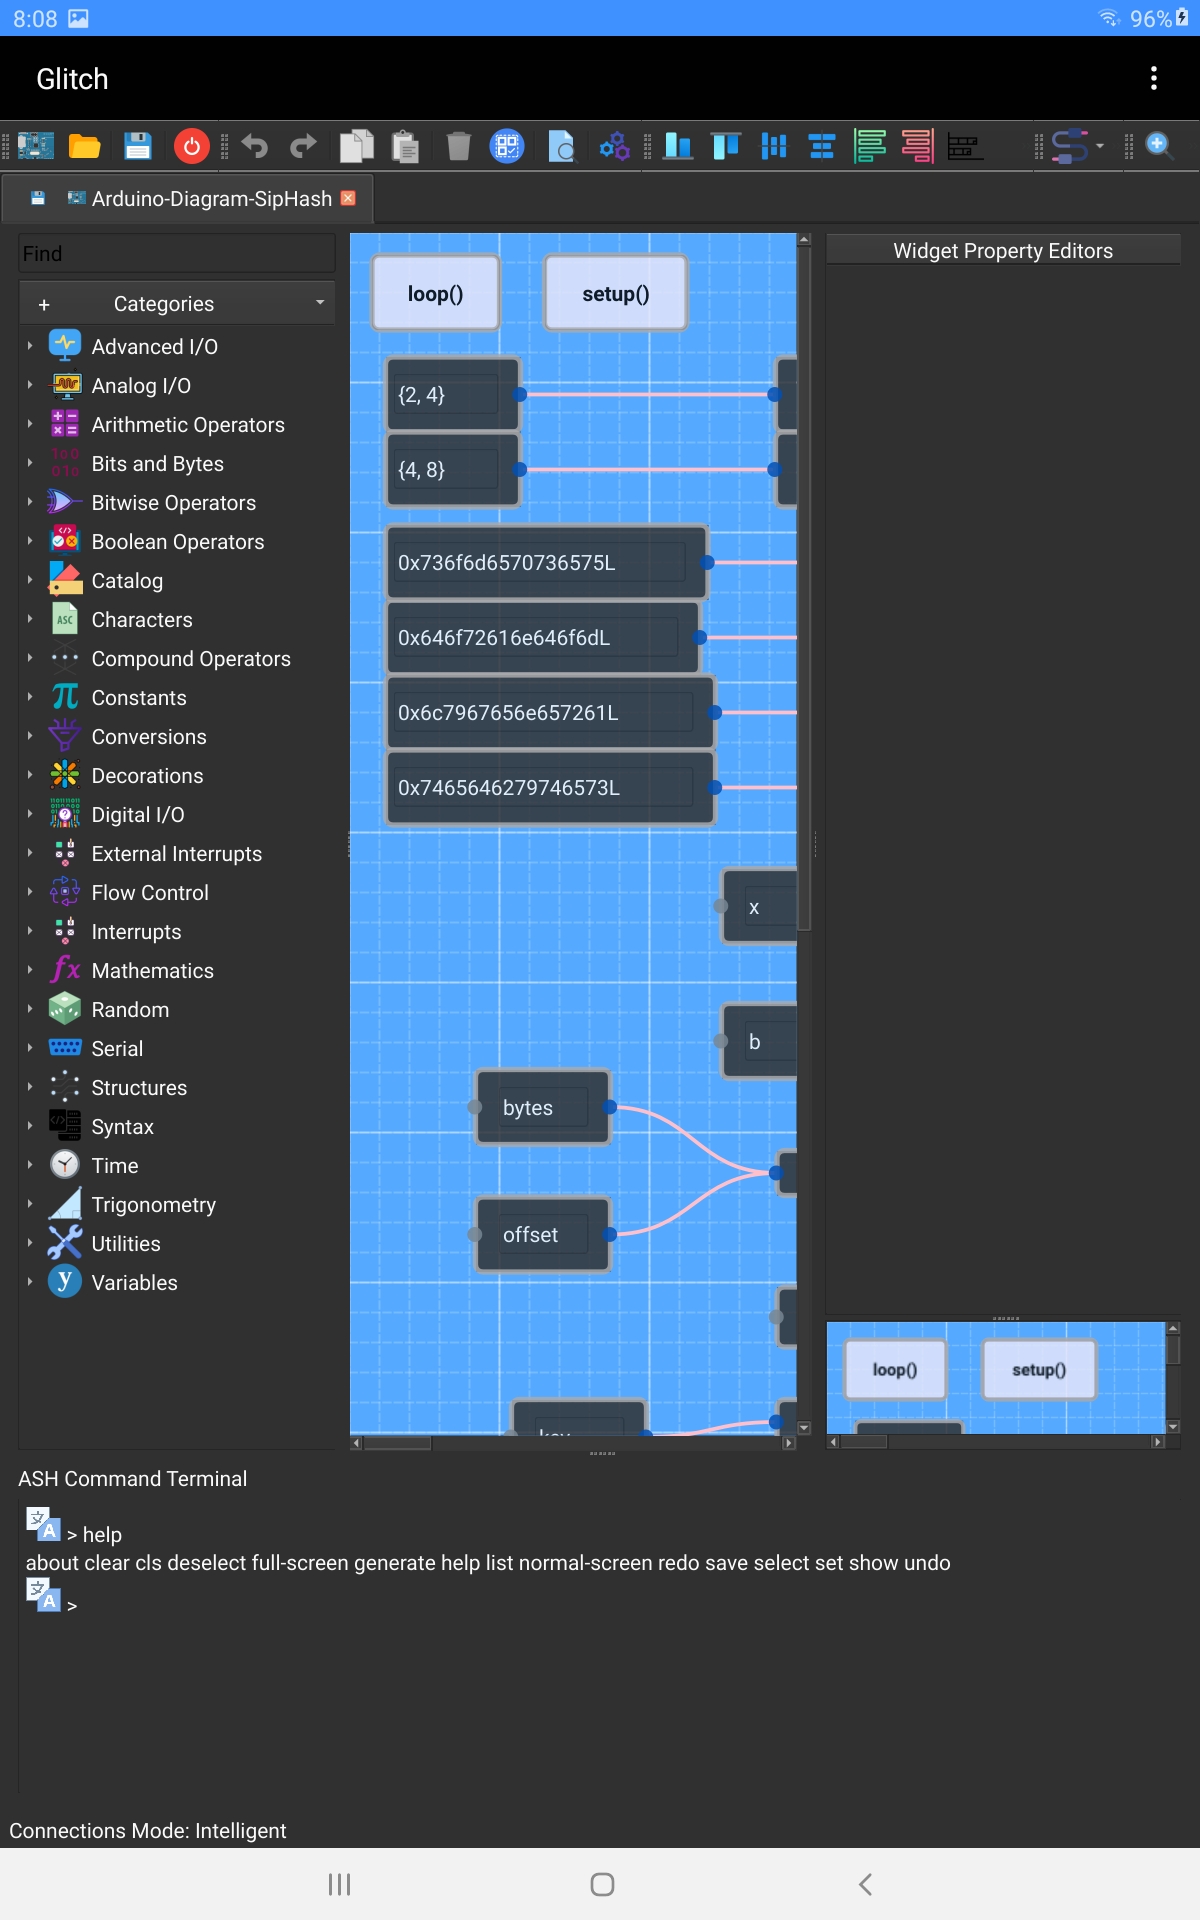 8:08
96%
Glitch
Arduino-Diagram-SipHash
Find
+ Categories
Advanced I/O
Analog I/O
Arithmetic Operators
Bits and Bytes
Bitwise Operators
Boolean Operators
Catalog
ASC
Characters
Compound Operators
Constants
Conversions
Decorations
Digital I/O
External Interrupts
Flow Control
Interrupts
Mathematics
Random
Serial
Structures
Syntax
Time
Trigonometry
Utilities
Variables
loop() setup()
{2, 4}
{4, 8}
0x736f6d6570736575L
0x646f72616e646f6dL
0x6c7967656e657261L
0x7465646279746573L
x
b
bytes
offset
Widget Property Editors
loop() setup()
ASH Command Terminal
> help
about clear cls deselect full-screen generate help list normal-screen redo save select set show undo
>
Connections Mode: Intelligent